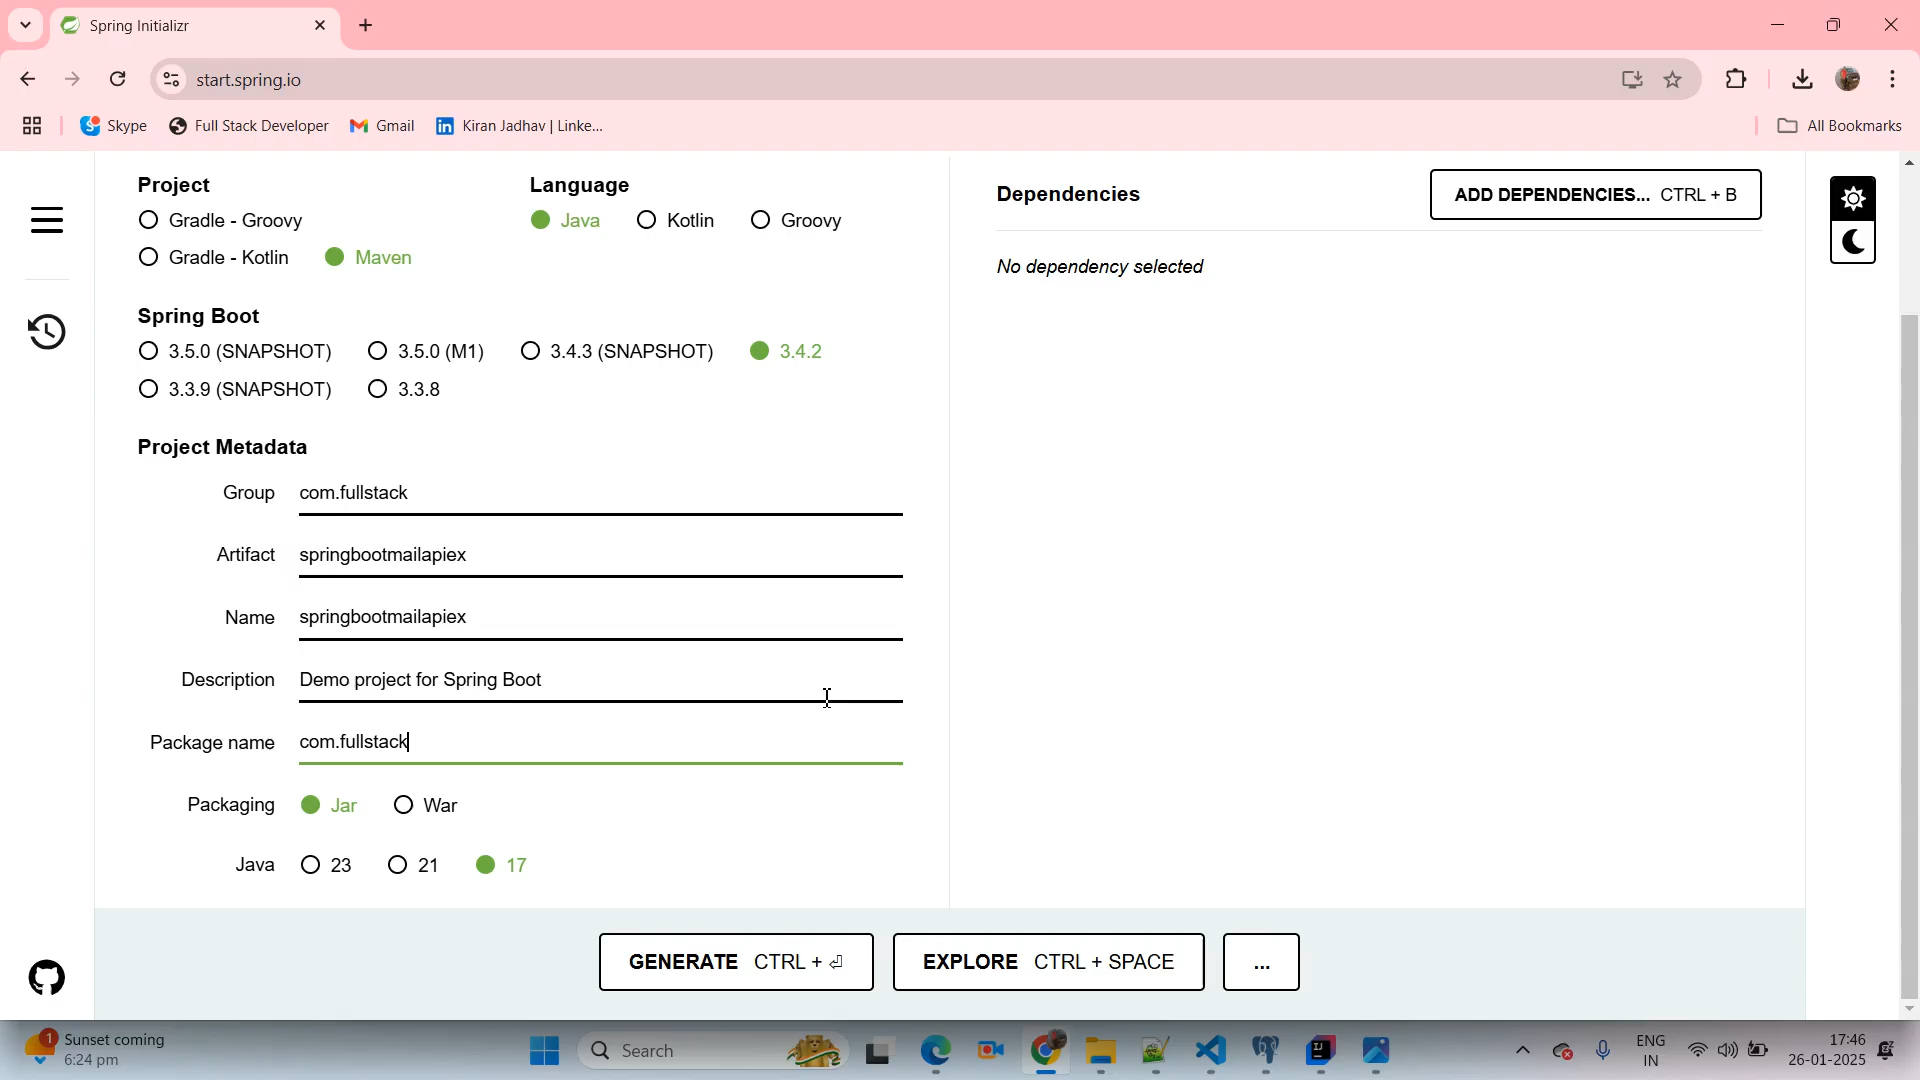 Spring Initializr
start.spring.io
Skype
Full Stack Developer
Gmail
Kiran Jadhav | Linke...
All Bookmarks
Project
Gradle - Groovy
Gradle - Kotlin
Maven
Language
Java
Kotlin
Groovy
Spring Boot
3.5.0 (SNAPSHOT)
3.5.0 (M1)
3.4.3 (SNAPSHOT)
3.4.2
3.3.9 (SNAPSHOT)
3.3.8
Project Metadata
Group com.fullstack
Artifact springbootmailapiex
Name springbootmailapiex
Description Demo project for Spring Boot
Package name com.fullstack
Packaging Jar War
Java 23 21 17
Dependencies
ADD DEPENDENCIES... CTRL + B
No dependency selected
GENERATE CTRL + ⏎
EXPLORE CTRL + SPACE
...
1
Sunset coming
6:24 pm
Search
ENG
IN
17:46
26-01-2025